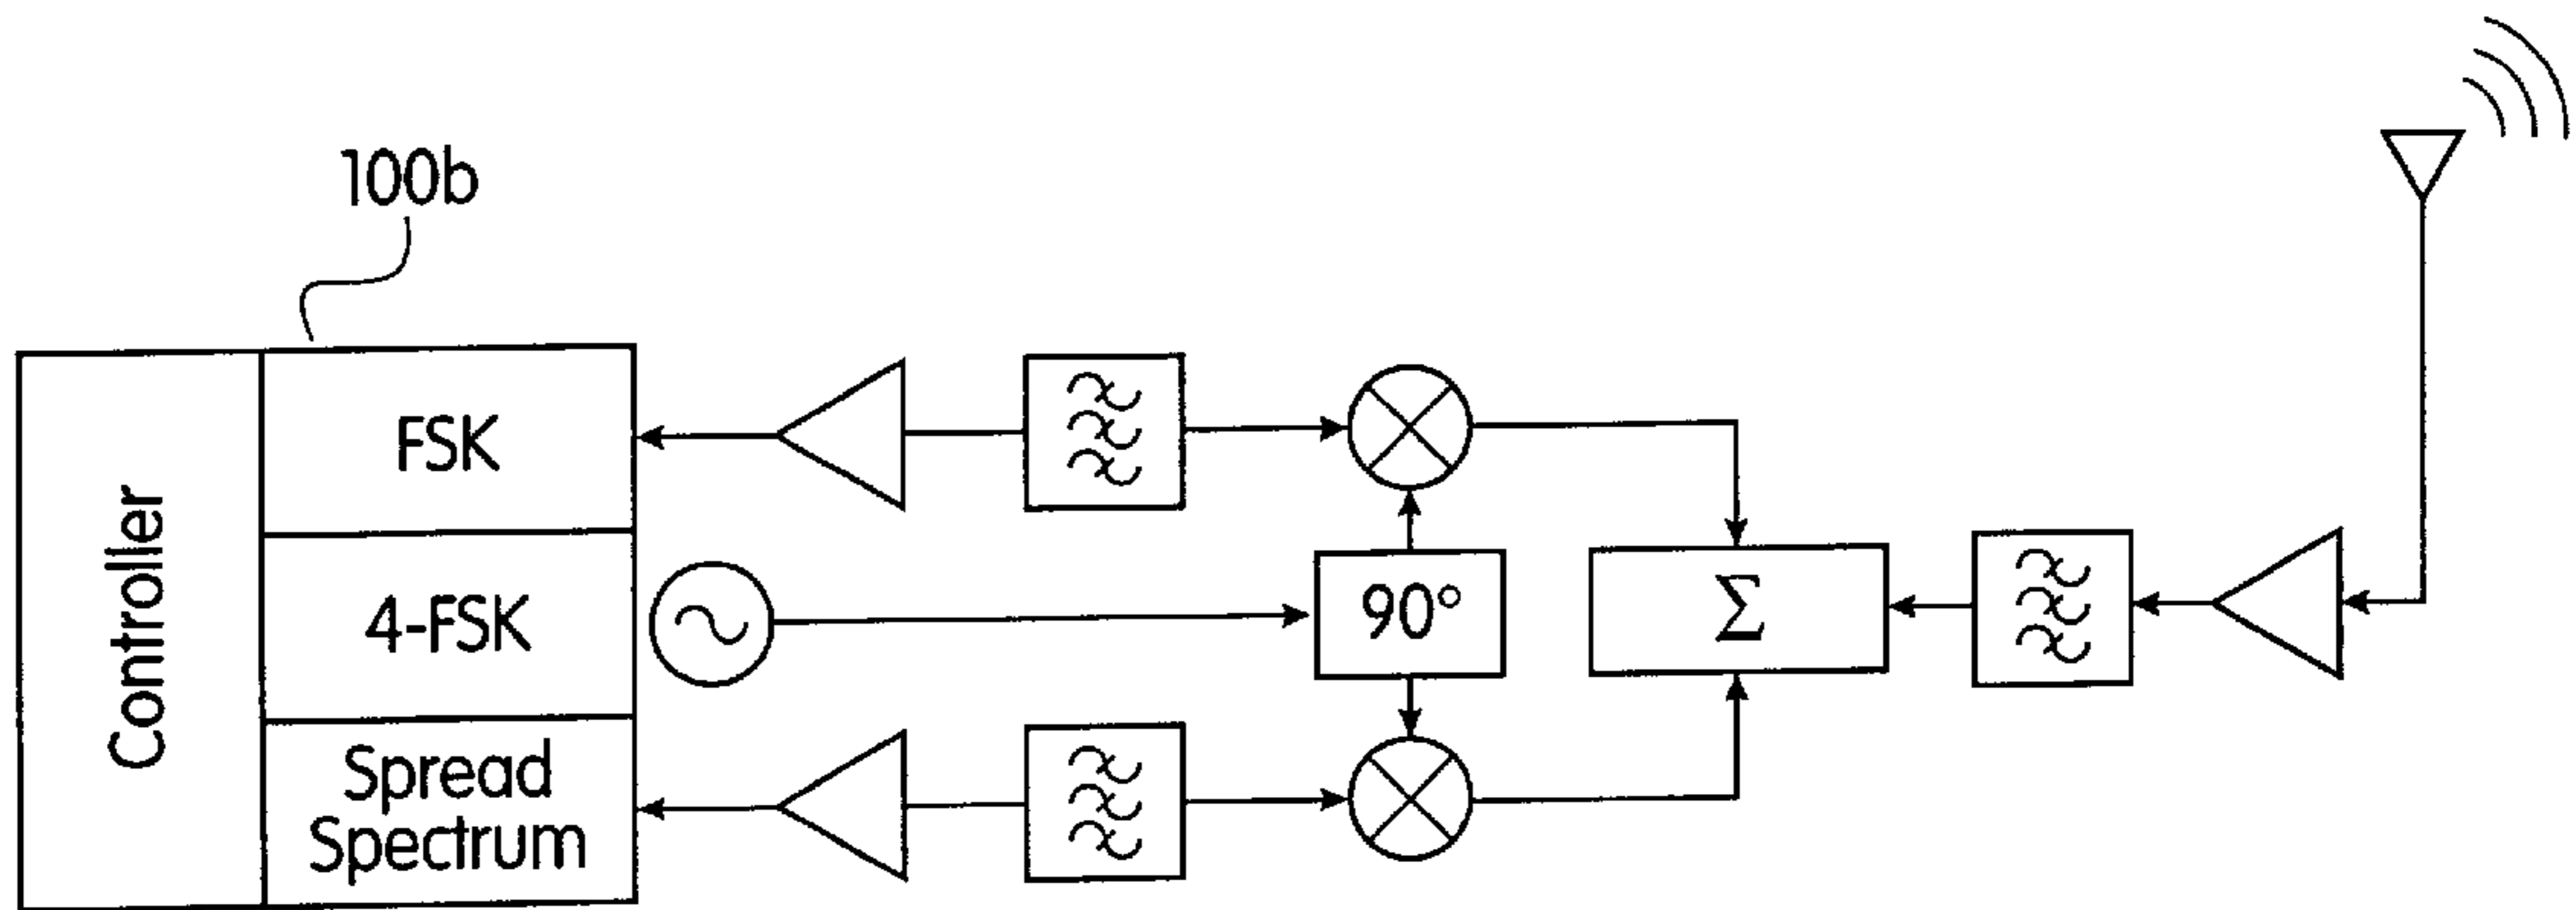 100b
Controller
FSK
4-FSK
Spread
Spectrum
90°
Σ